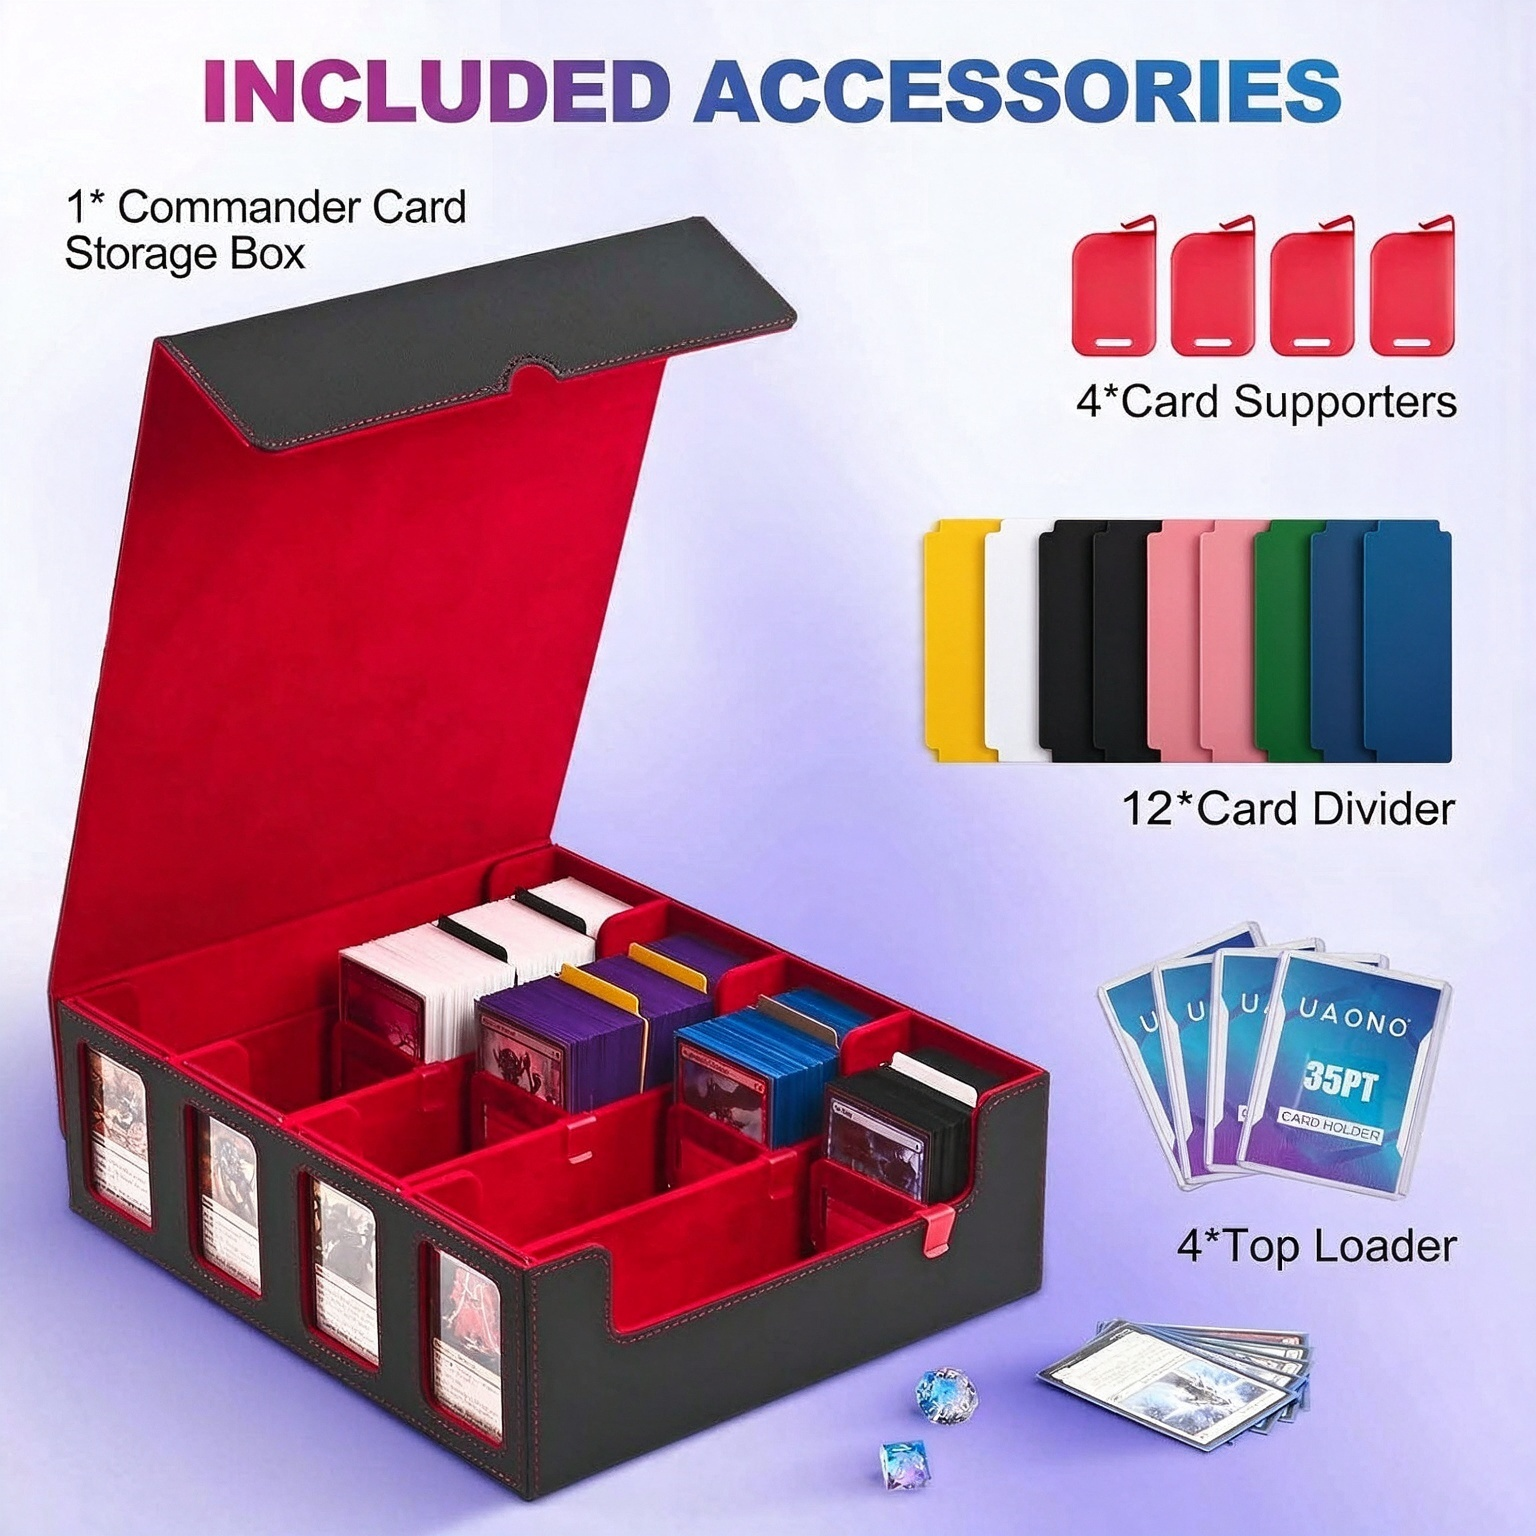 INCLUDED ACCESSORIES
1* Commander Card
Storage Box
4*Card Supporters
12*Card Divider
U
U
UA
UAONO
35PT
CARD HOLDER
4*Top Loader